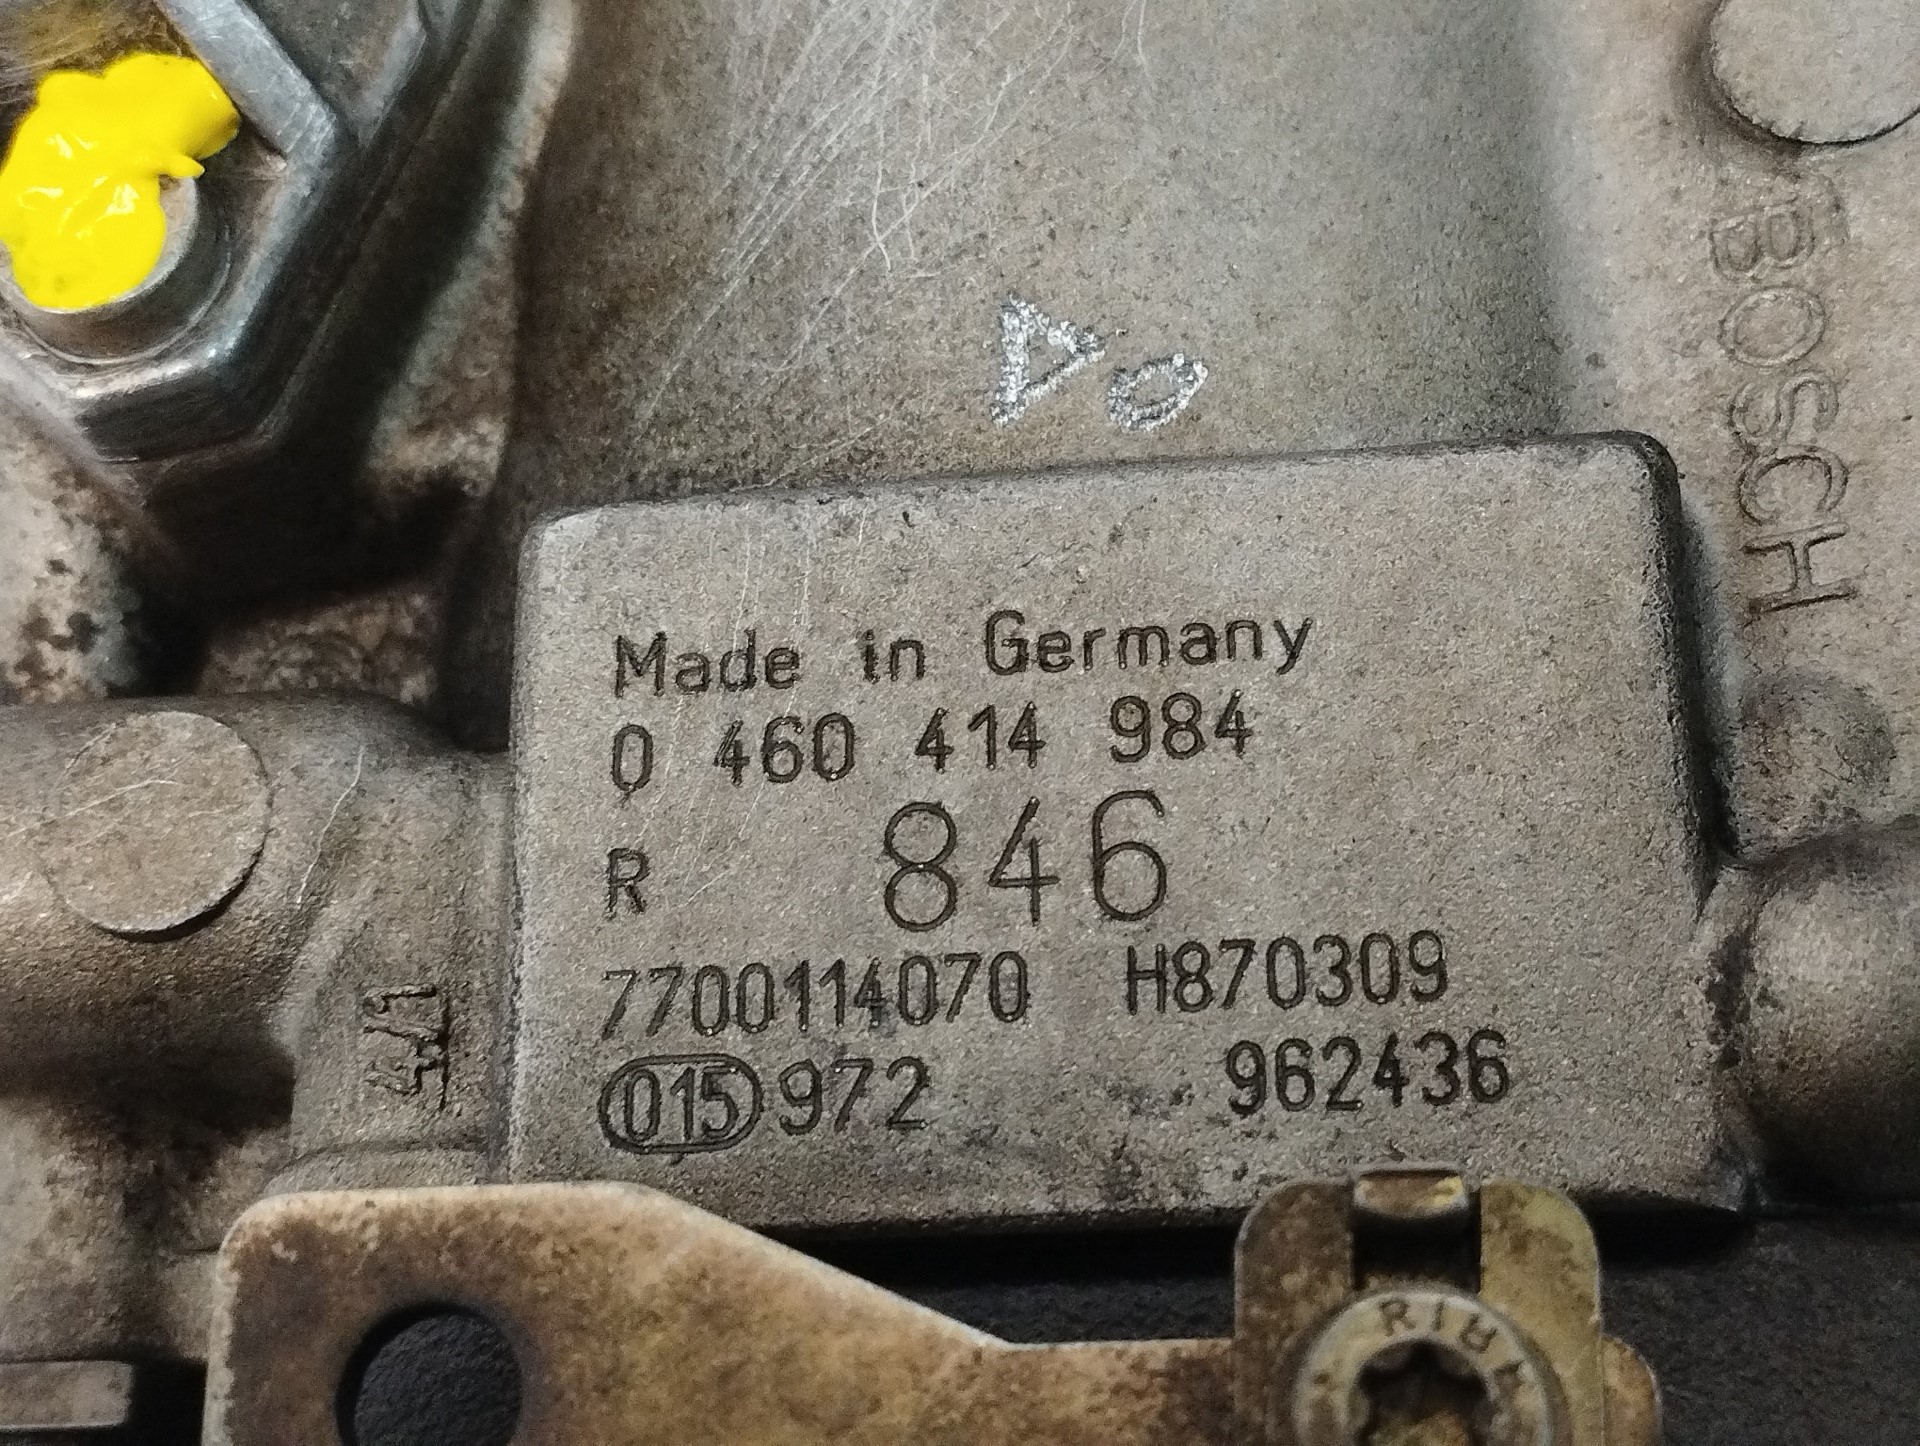 BOSCH
Made in Germany
0 460 414 984
R 846
7700114070 H870309
015 972 962436